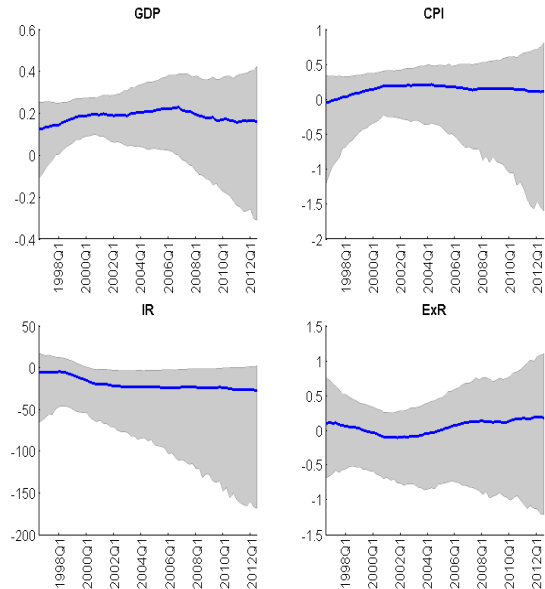 GDP
0.6
0.4
0.2
0
-0.2
-0.4
1998Q1
2000Q1
2002Q1
2004Q1
2006Q1
2008Q1
2010Q1
2012Q1
CPI
1
0.5
0
-0.5
-1
-1.5
-2
1998Q1
2000Q1
2002Q1
2004Q1
2006Q1
2008Q1
2010Q1
2012Q1
IR
50
0
-50
-100
-150
-200
1998Q1
2000Q1
2002Q1
2004Q1
2006Q1
2008Q1
2010Q1
2012Q1
ExR
1.5
1
0.5
0
-0.5
-1
-1.5
1998Q1
2000Q1
2002Q1
2004Q1
2006Q1
2008Q1
2010Q1
2012Q1